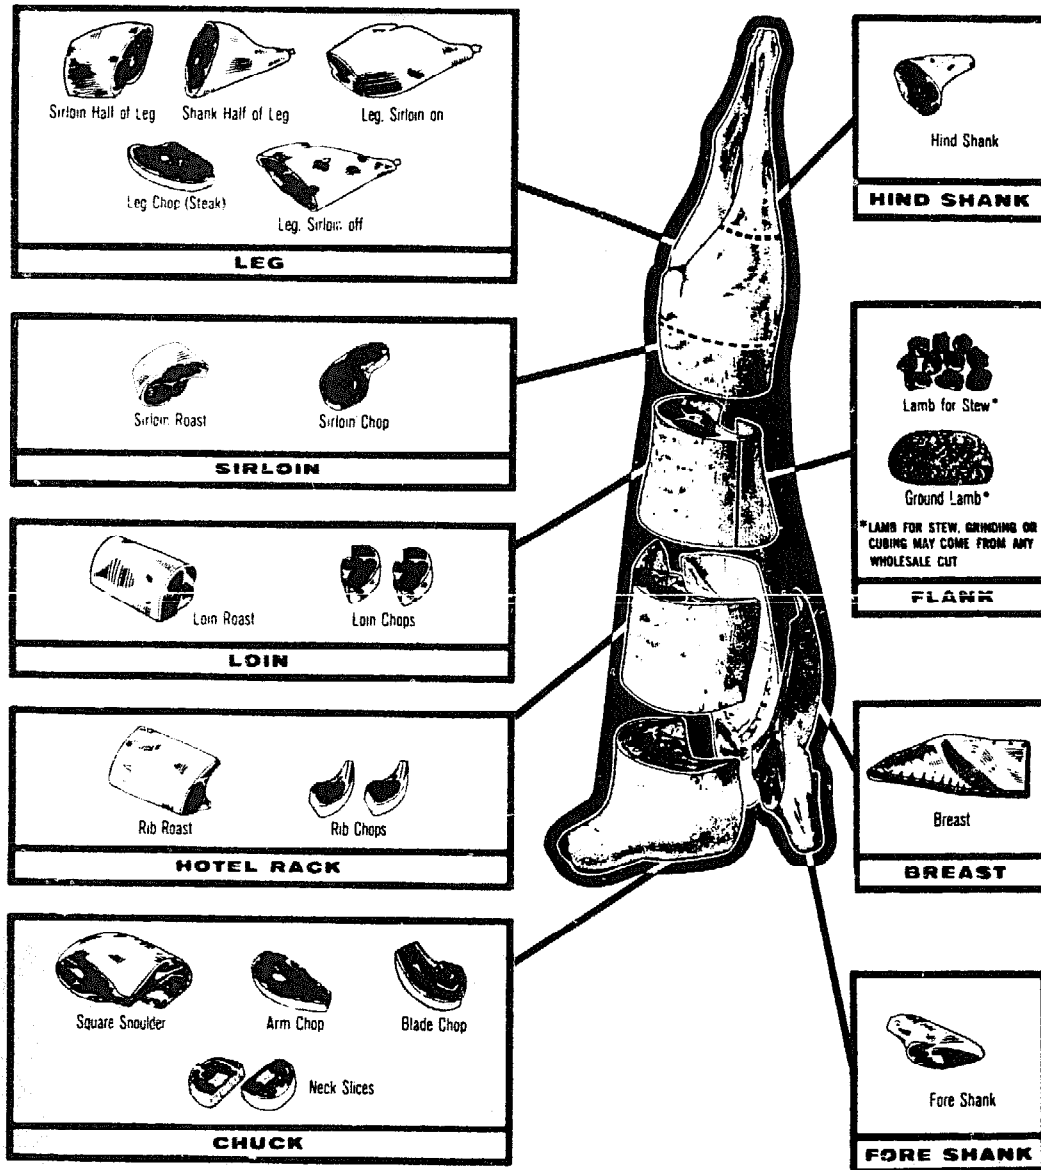 Sirloin Half of Leg
Shank Half of Leg
Leg, Sirloin on
Leg Chop (Steak)
Leg, Sirloin off
LEG
Sirloin Roast
Sirloin Chop
SIRLOIN
Loin Roast
Loin Chops
LOIN
Rib Roast
Rib Chops
HOTEL RACK
Square Shoulder
Arm Chop
Blade Chop
Neck Slices
CHUCK
Hind Shank
HIND SHANK
Lamb for Stew*
Ground Lamb*
*LAMB FOR STEW, GRINDING OR
CUBING MAY COME FROM ANY
WHOLESALE CUT
FLANK
Breast
BREAST
Fore Shank
FORE SHANK